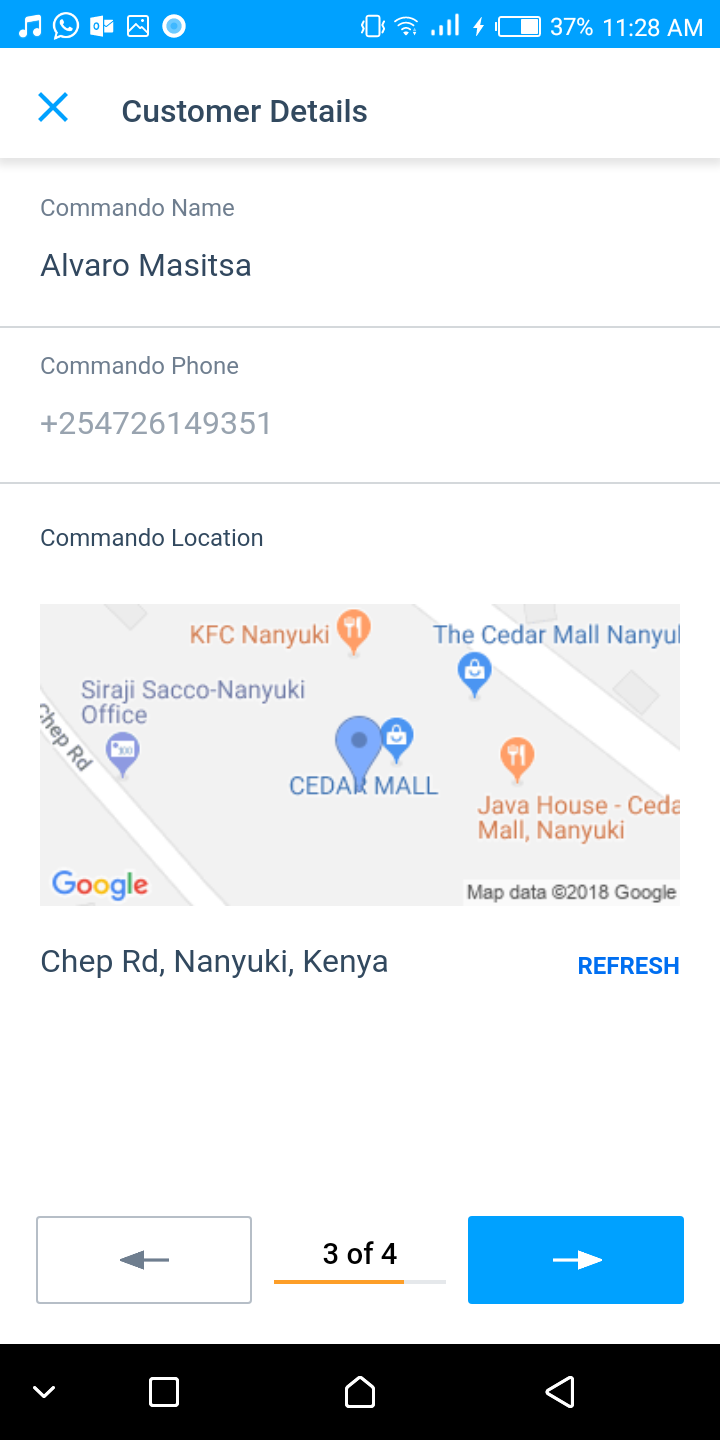 37% 11:28 AM
Customer Details
Commando Name
Alvaro Masitsa
Commando Phone
+254726149351
Commando Location
KFC Nanyuki
The Cedar Mall Nanyu
Siraji Sacco-Nanyuki
Office
Chep Rd
CEDAR MALL
Java House - Ceda
Mall, Nanyuki
Google
Map data ©2018 Google
Chep Rd, Nanyuki, Kenya
REFRESH
3 of 4